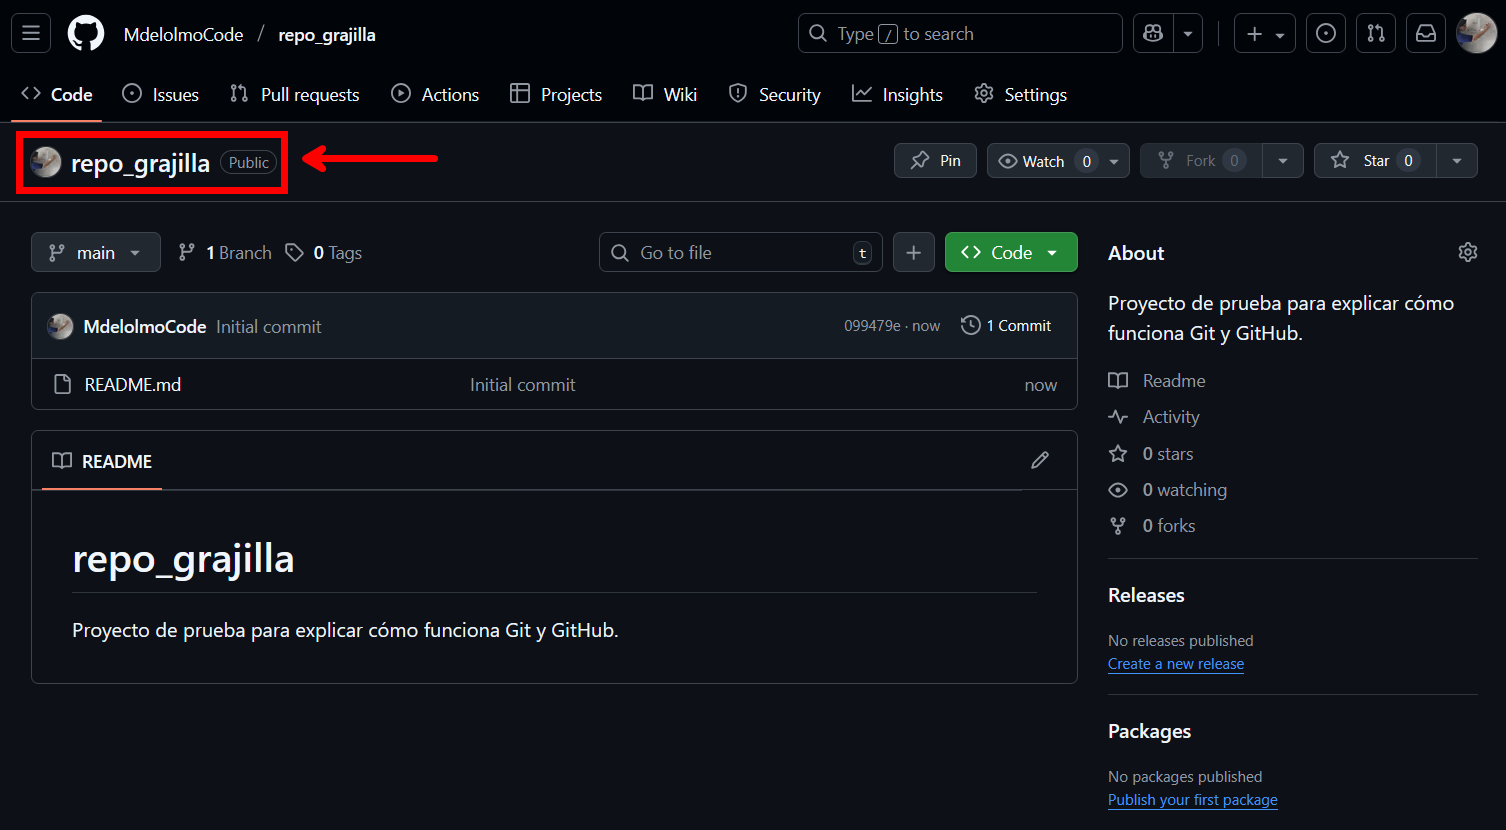 MdelolmoCode / repo_grajilla
Type / to search
Code Issues Pull requests Actions Projects Wiki Security Insights Settings
repo_grajilla Public
Pin Watch 0 Fork 0 Star 0
main 1 Branch 0 Tags Go to file t + Code
MdelolmoCode Initial commit 099479e · now 1 Commit
README.md Initial commit now
README
repo_grajilla
Proyecto de prueba para explicar cómo funciona Git y GitHub.
About
Proyecto de prueba para explicar cómo
funciona Git y GitHub.
Readme
Activity
0 stars
0 watching
0 forks
Releases
No releases published
Create a new release
Packages
No packages published
Publish your first package